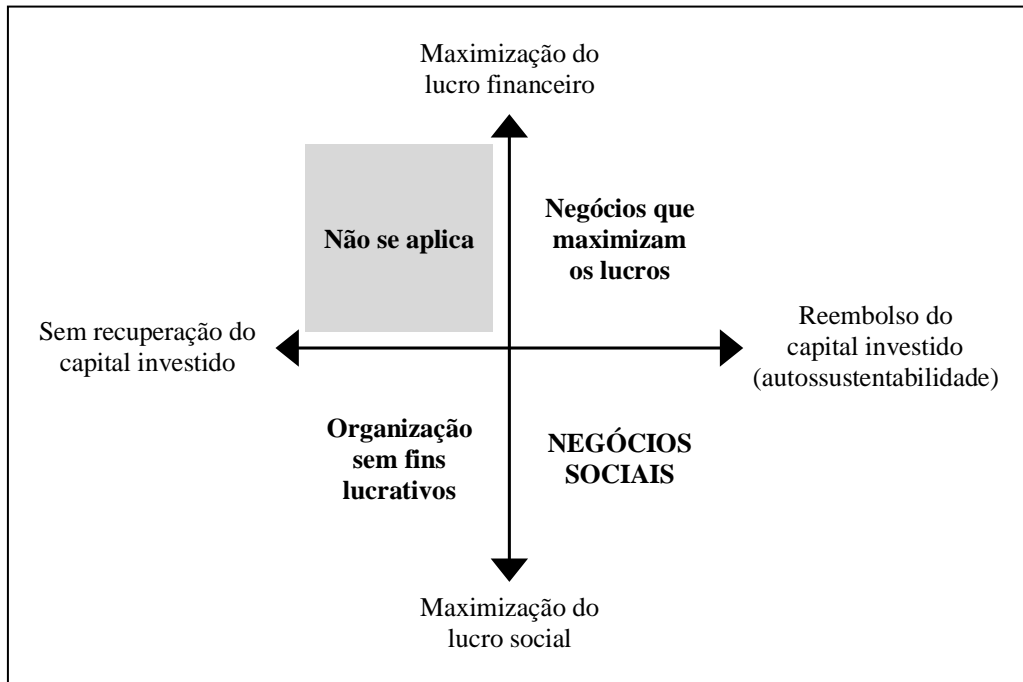 Maximização do
lucro financeiro
Não se aplica
Negócios que
maximizam
os lucros
Sem recuperação do
capital investido
Reembolso do
capital investido
(autossustentabilidade)
Organização
sem fins
lucrativos
NEGÓCIOS
SOCIAIS
Maximização do
lucro social